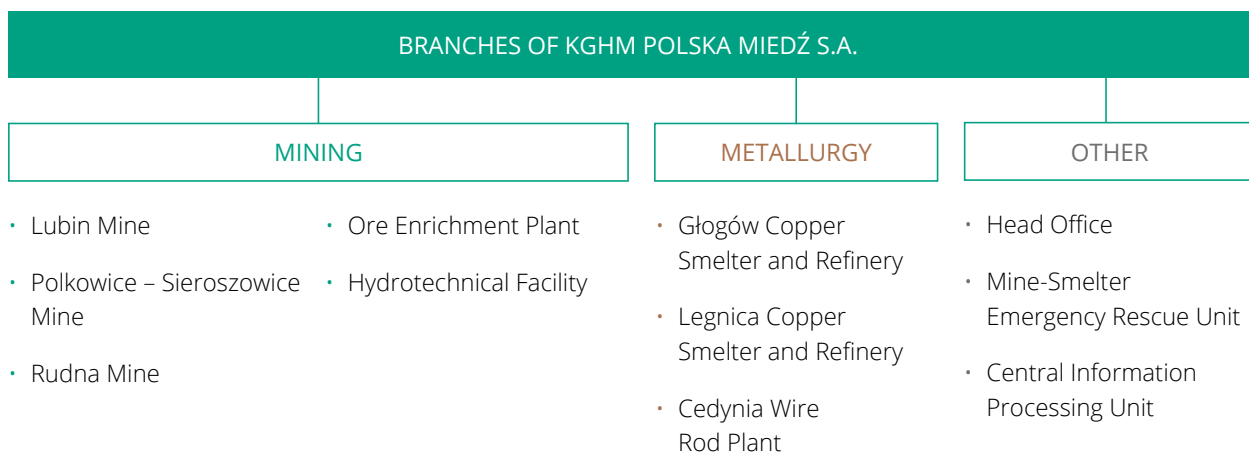 BRANCHES OF KGHM POLSKA MIEDŹ S.A.
MINING
• Lubin Mine
• Polkowice – Sieroszowice
Mine
• Rudna Mine
• Ore Enrichment Plant
• Hydrotechnical Facility
METALLURGY
• Głogów Copper
Smelter and Refinery
• Legnica Copper
Smelter and Refinery
• Cedynia Wire
Rod Plant
OTHER
• Head Office
• Mine-Smelter
Emergency Rescue Unit
• Central Information
Processing Unit